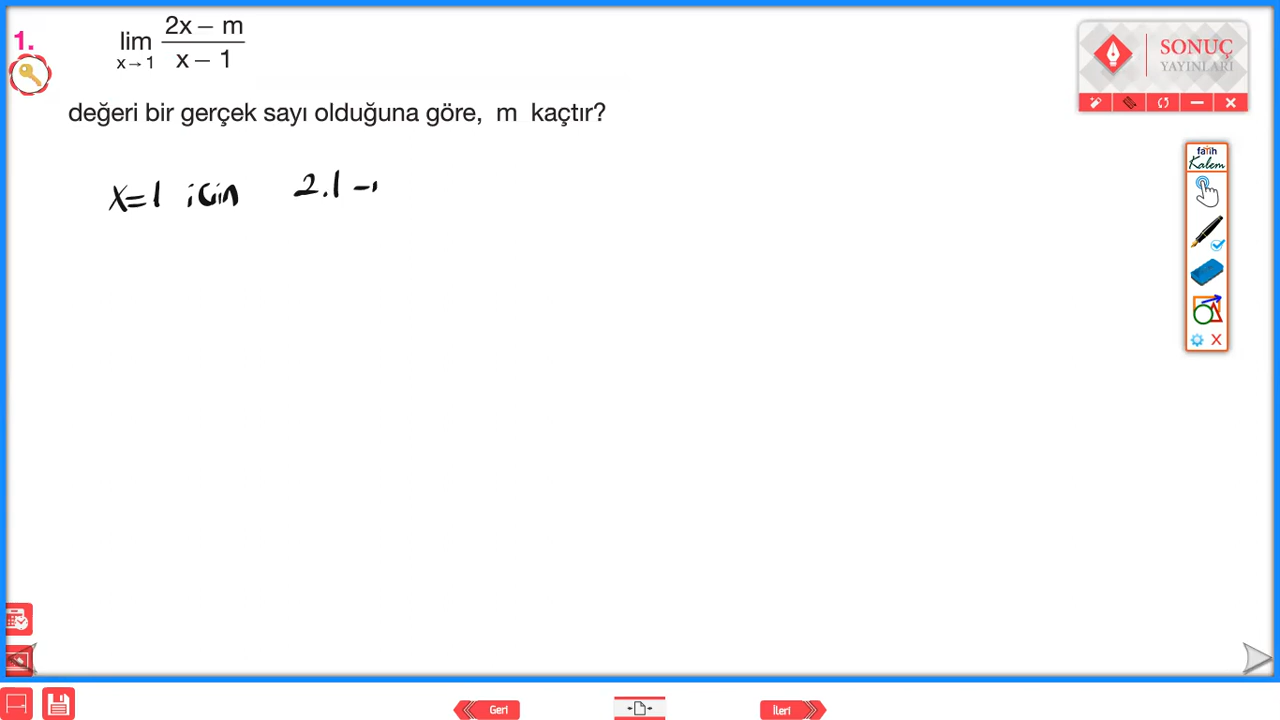 1.
lim x→1 (2x – m)/(x – 1)
değeri bir gerçek sayı olduğuna göre, m kaçtır?
x=1 için 2.1 -
SONUÇ
YAYINLARI
fatih
Kalem
Geri
İleri